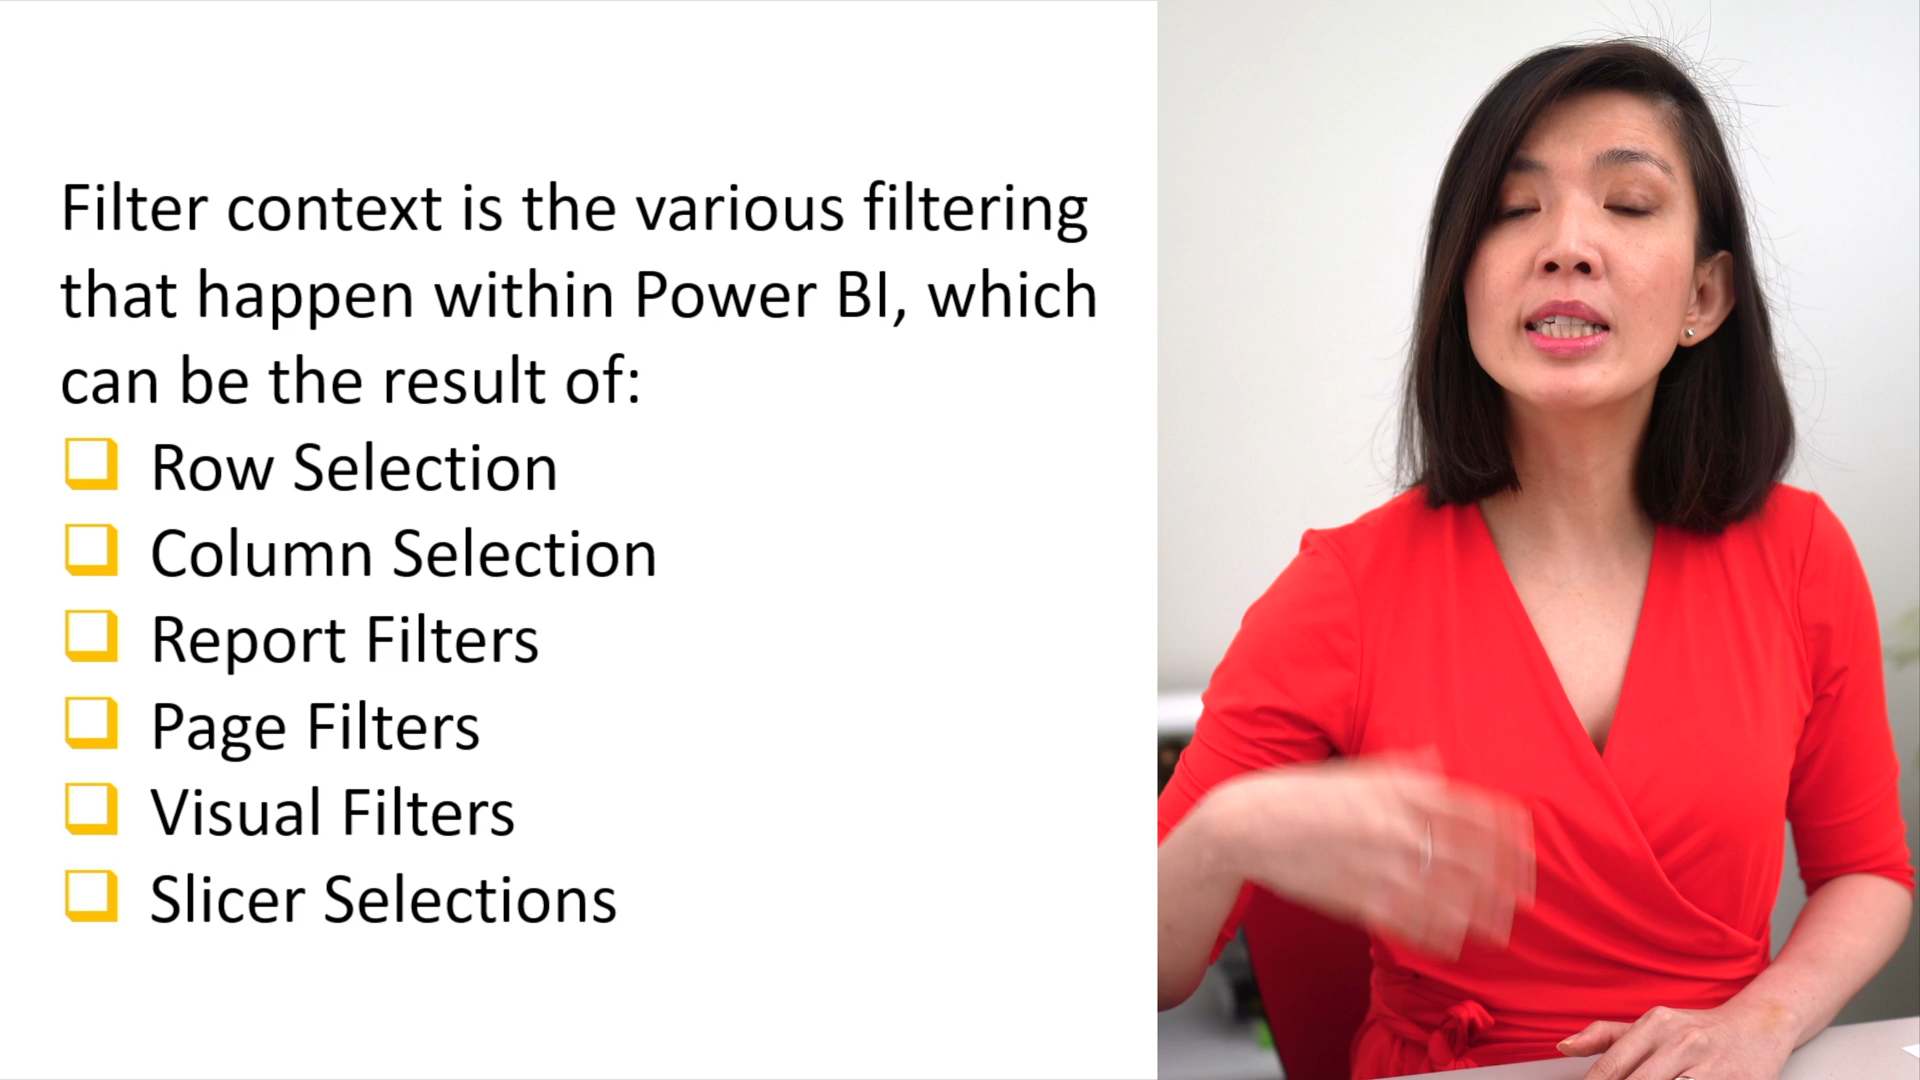 Filter context is the various filtering
that happen within Power BI, which
can be the result of:
Row Selection
Column Selection
Report Filters
Page Filters
Visual Filters
Slicer Selections